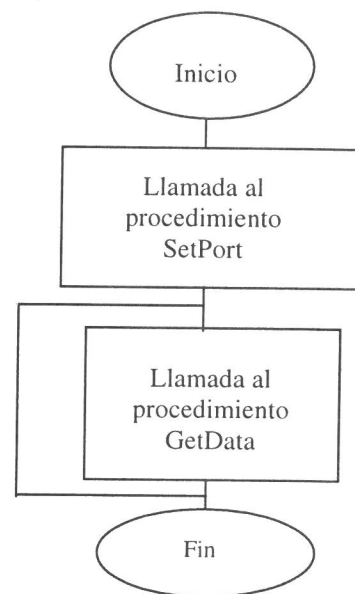 Inicio
Llamada al
procedimiento
SetPort
Llamada al
procedimiento
GetData
Fin